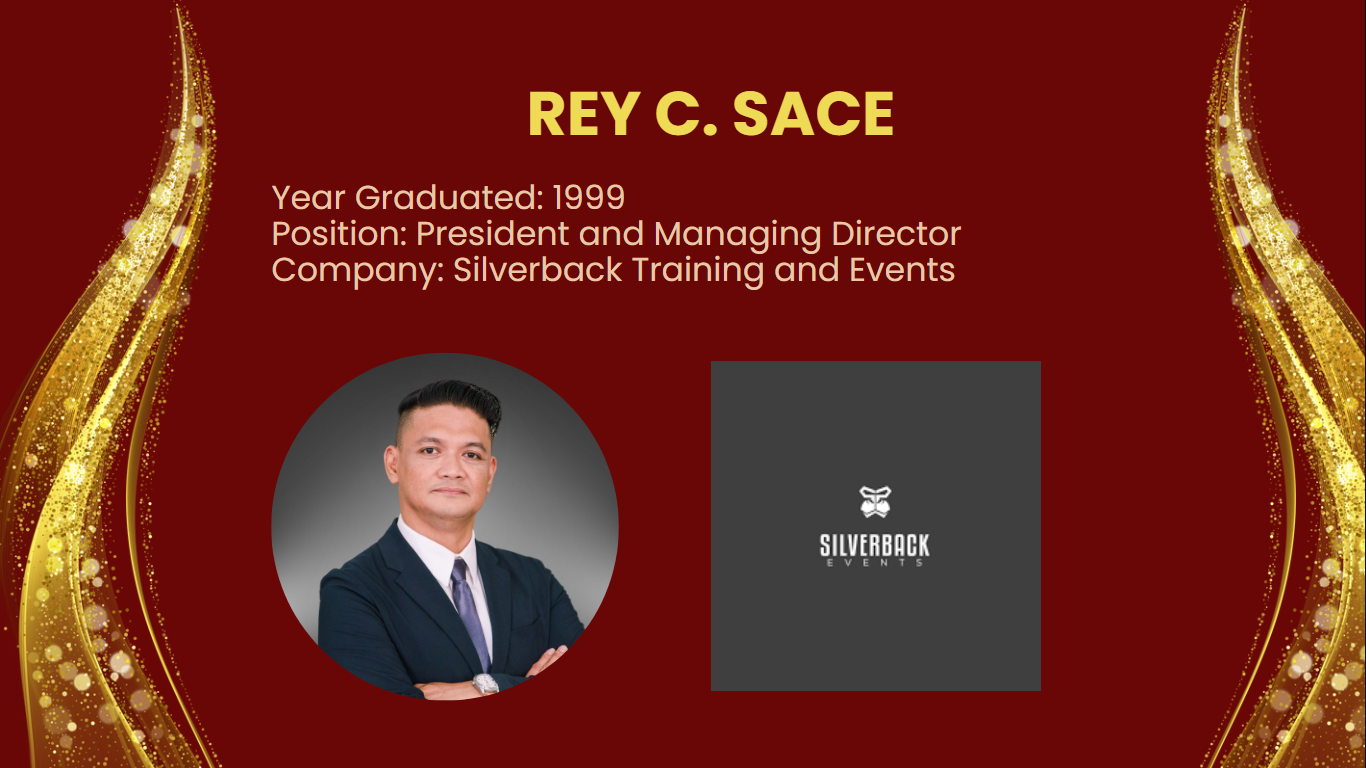 REY C. SACE
Year Graduated: 1999
Position: President and Managing Director
Company: Silverback Training and Events
SILVERBACK
EVENTS